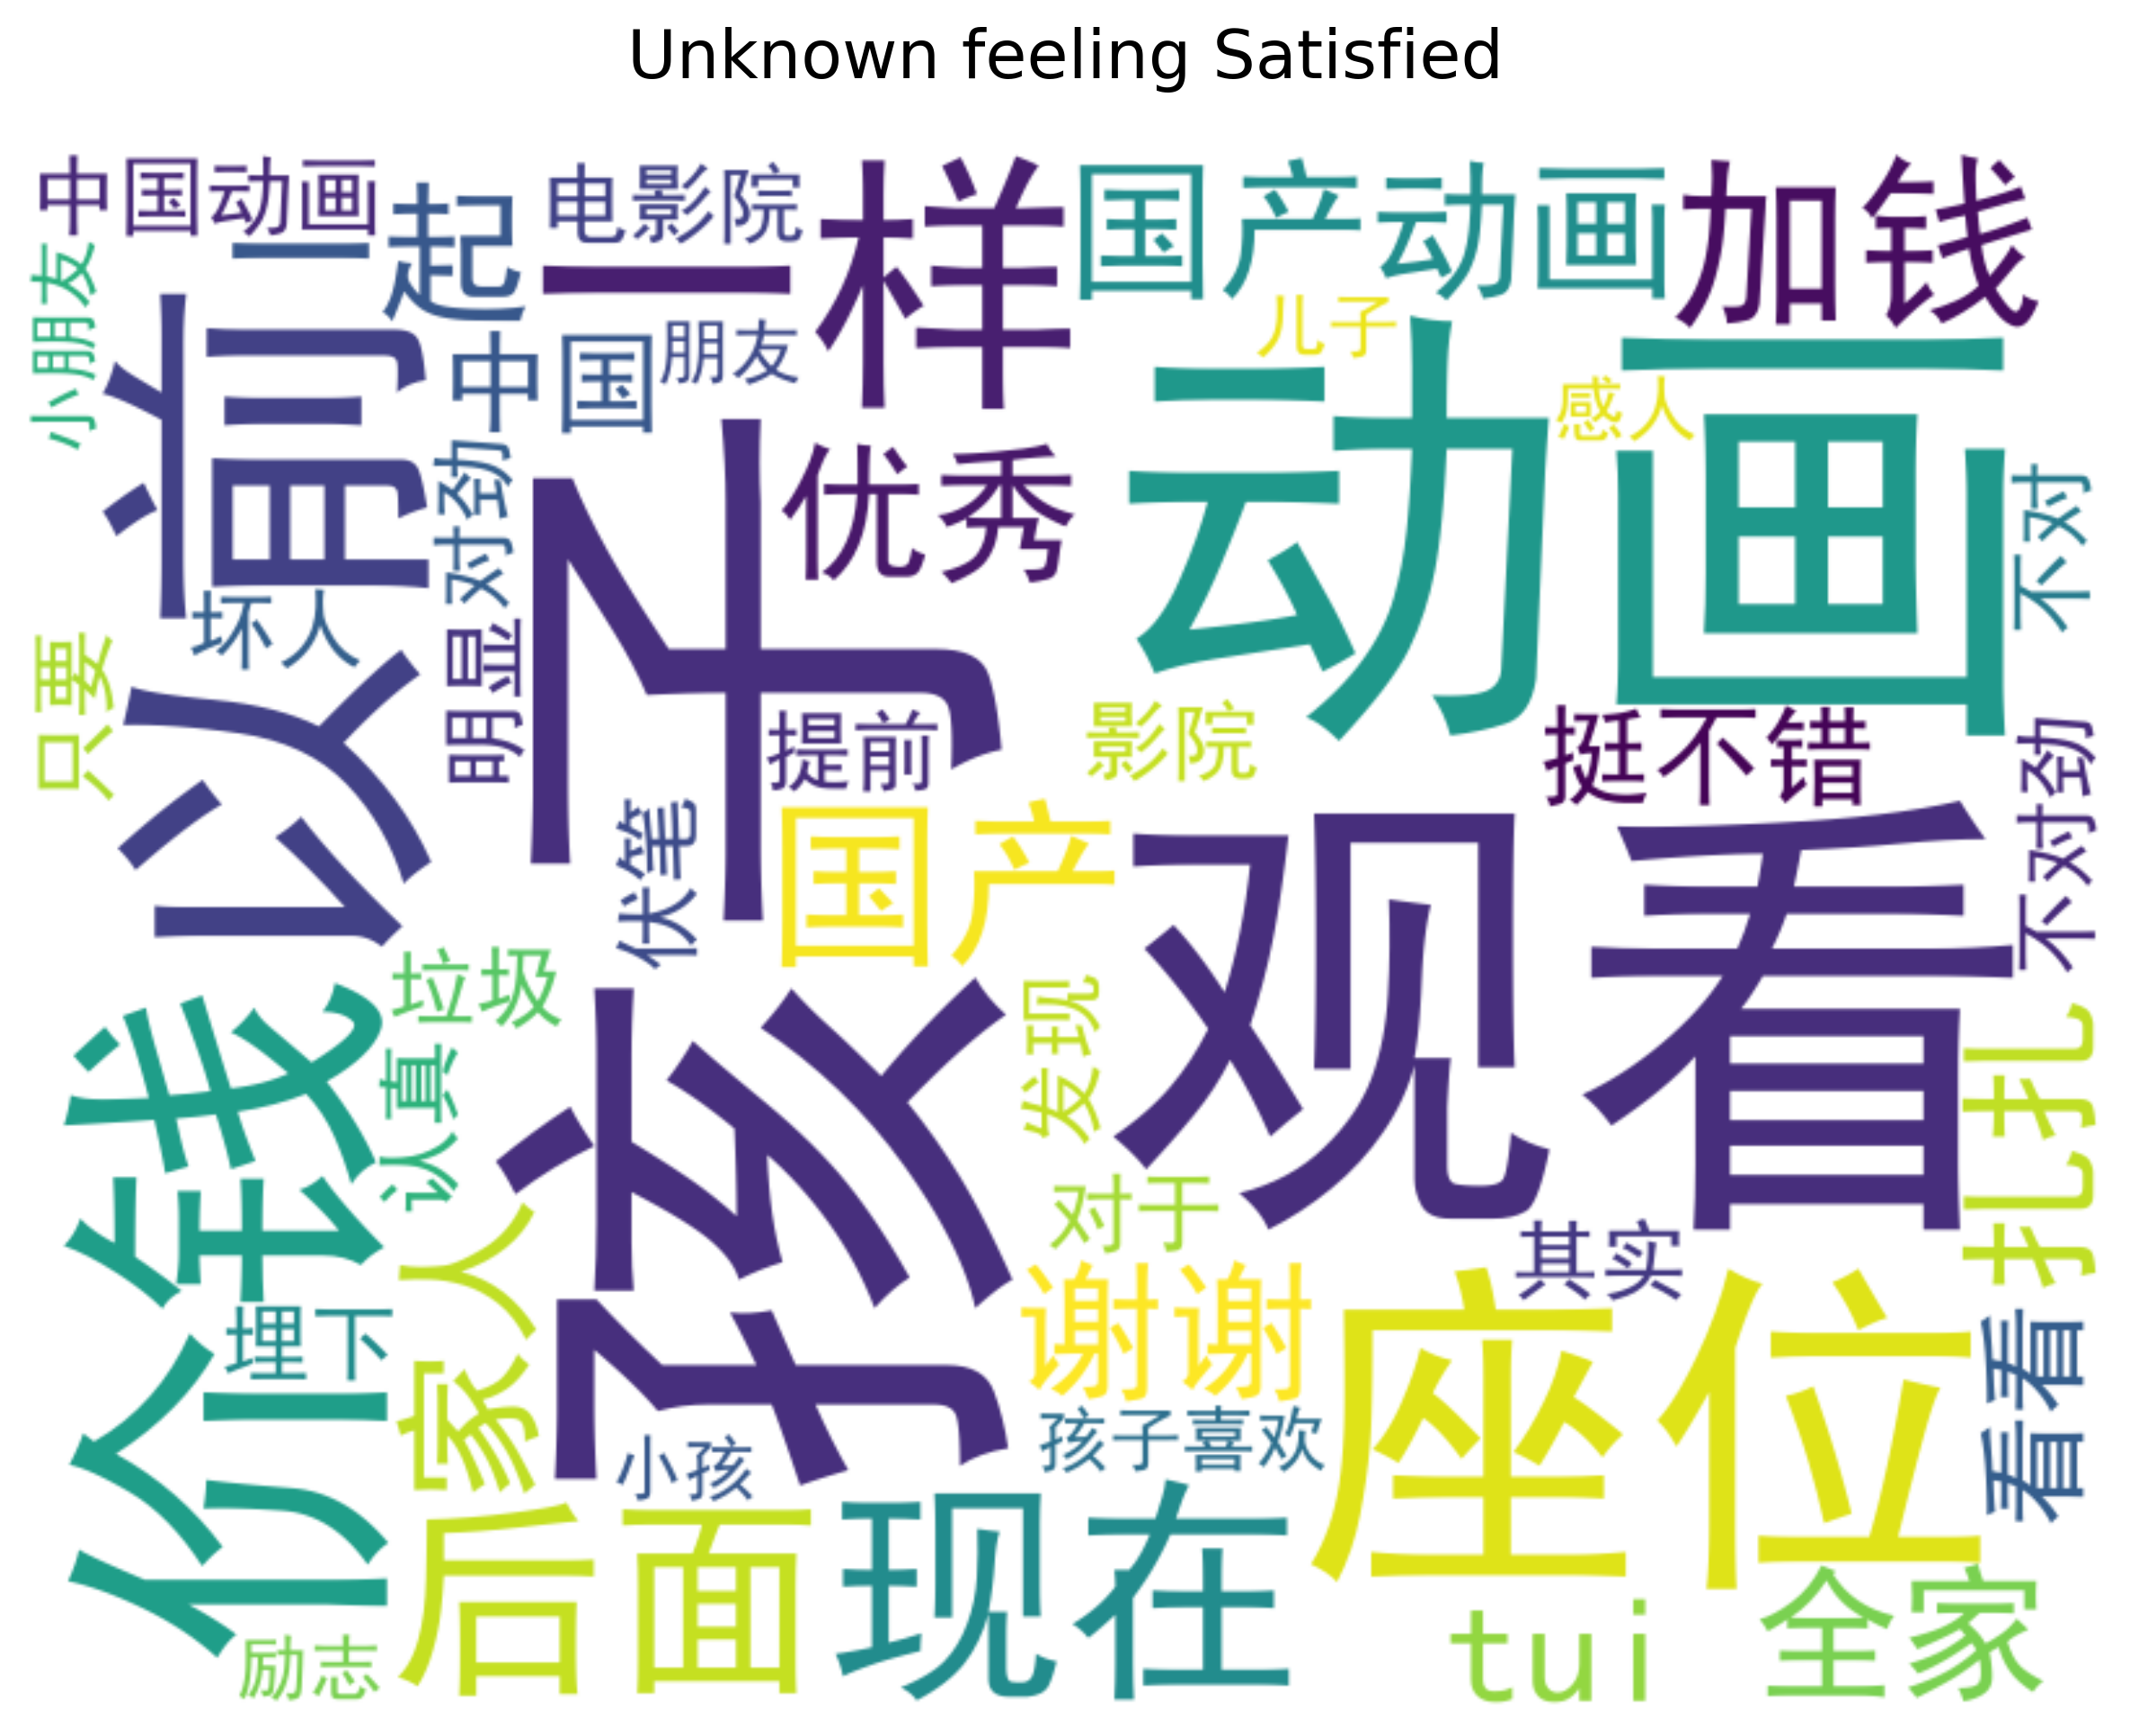 Unknown feeling Satisfied
中国动画
一起
电影院
一样
国产动画
加钱
小朋友
以前
中国
朋友
儿子
动画
感人
对劲
优秀
不对
坏人
孩子
只要
明显
提前
影院
挺不错
不对劲
伏笔
国产
观看
垃圾
认真
发现
价钱
扎扎
对于
家人
其实
谢谢
埋下
座位
看看
小孩
孩子喜欢
后面
现在
tui
全家
励志